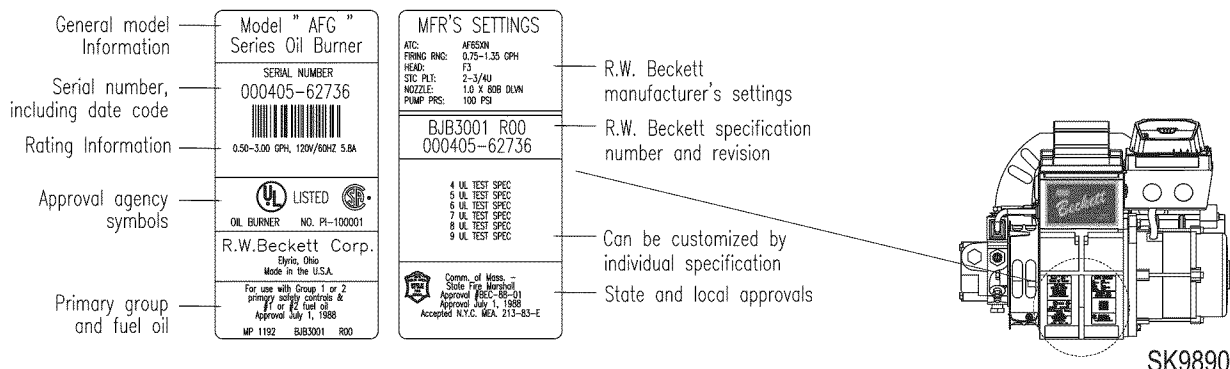 General model
Information
Serial number,
including date code
Rating Information
Approval agency
symbols
Primary group
and fuel oil
Model " AFG "
Series Oil Burner
SERIAL NUMBER
000405-62736
0.50-3.00 GPH, 120V/60HZ 5.8A
UL LISTED SA
OIL BURNER NO. PI-100001
R.W.Beckett Corp.
Elyria, Ohio
Made in the U.S.A.
For use with Group 1 or 2
primary safety controls &
#1 or #2 fuel oil
Approval July 1, 1988
MP 1192 BJB3001 R00
MFR'S SETTINGS
ATC: AF65XN
FIRING RNG: 0.75-1.35 GPH
HEAD: F3
STC PLT: 2-3/4U
NOZZLE: 1.0 X 80B DLVN
PUMP PRS: 100 PSI
BJB3001 R00
000405-62736
4 UL TEST SPEC
5 UL TEST SPEC
6 UL TEST SPEC
7 UL TEST SPEC
8 UL TEST SPEC
9 UL TEST SPEC
Comm. of Mass. -
State Fire Marshall
Approval #BEC-88-01
Approval July 1, 1988
Accepted N.Y.C. MEA. 213-83-E
R.W. Beckett
manufacturer's settings
R.W. Beckett specification
number and revision
Can be customized by
individual specification
State and local approvals
Beckett
SK9890